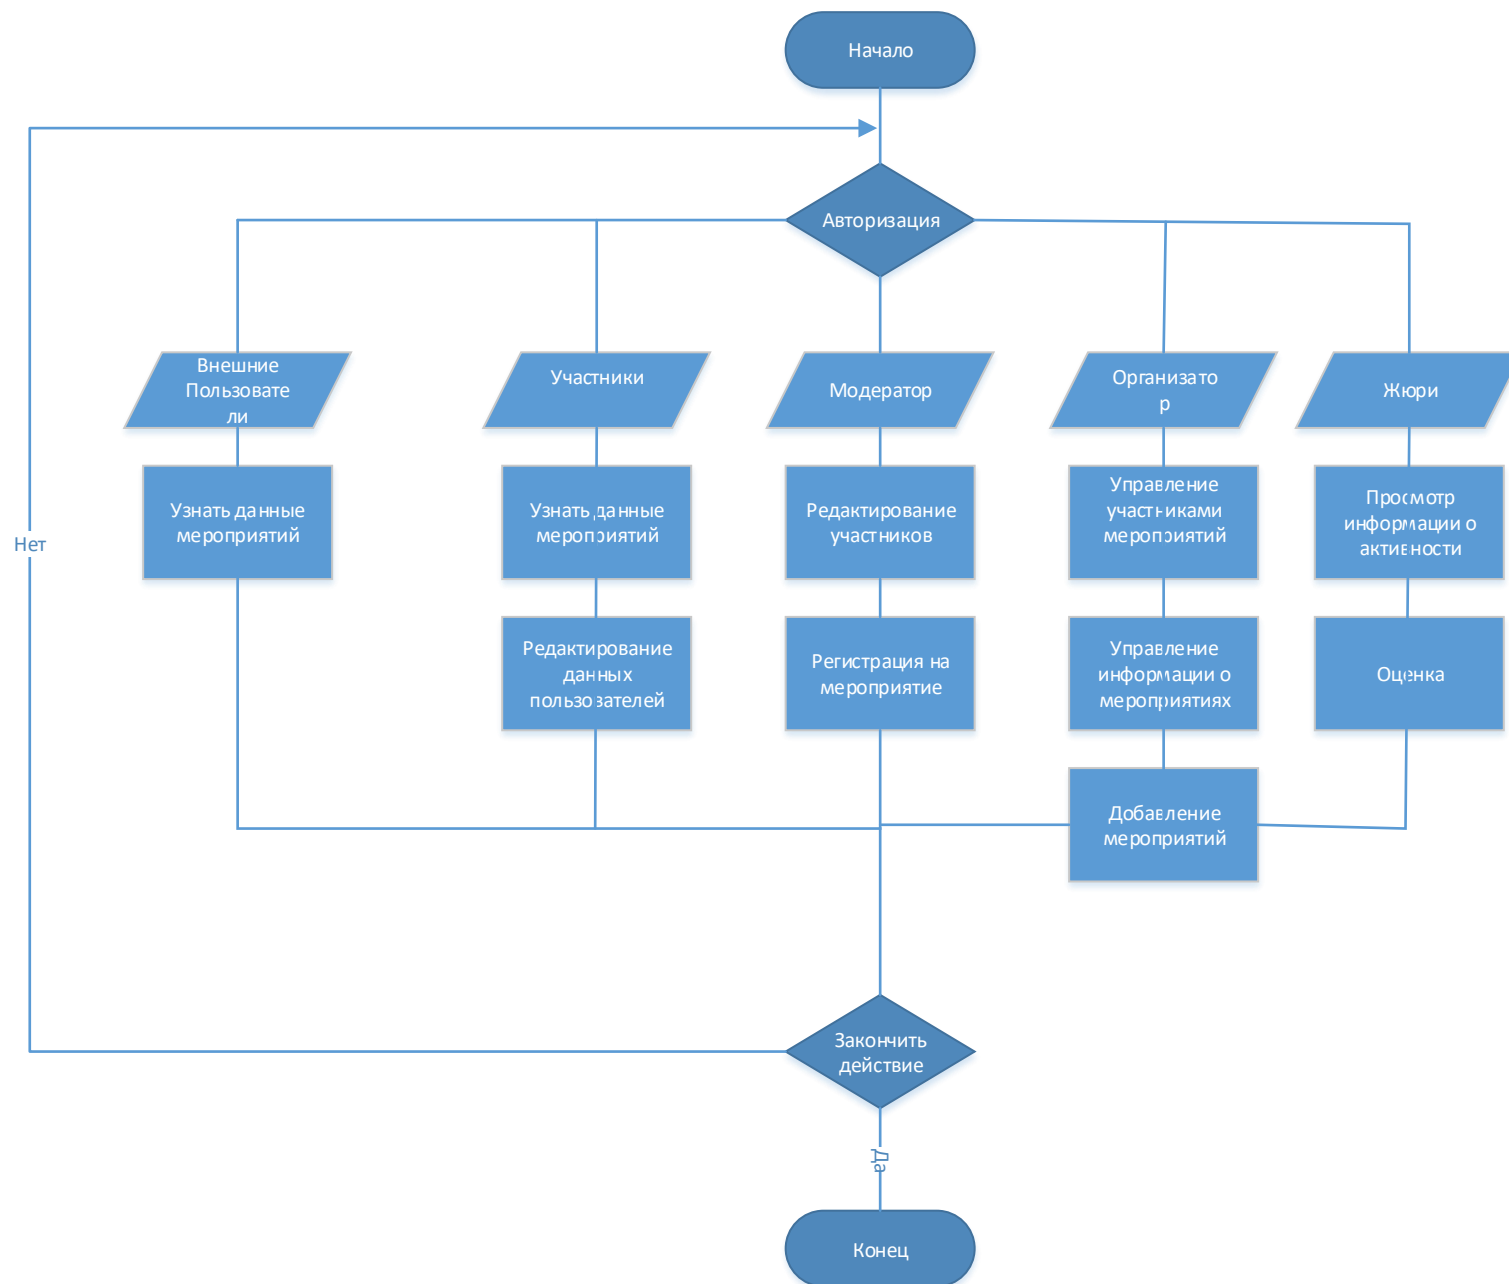 Начало
Авторизация
Внешние
Пользовате
ли
Участники
Модератор
Организато
р
Жюри
Узнать данные
мероприятий
Узнать данные
мероприятий
Редактирование
участников
Управление
участниками
мероприятий
Просмотр
информации о
активности
Нет
Редактирование
данных
пользователей
Регистрация на
мероприятие
Управление
информации о
мероприятиях
Оценка
Добавление
мероприятий
Закончить
действие
Да
Конец